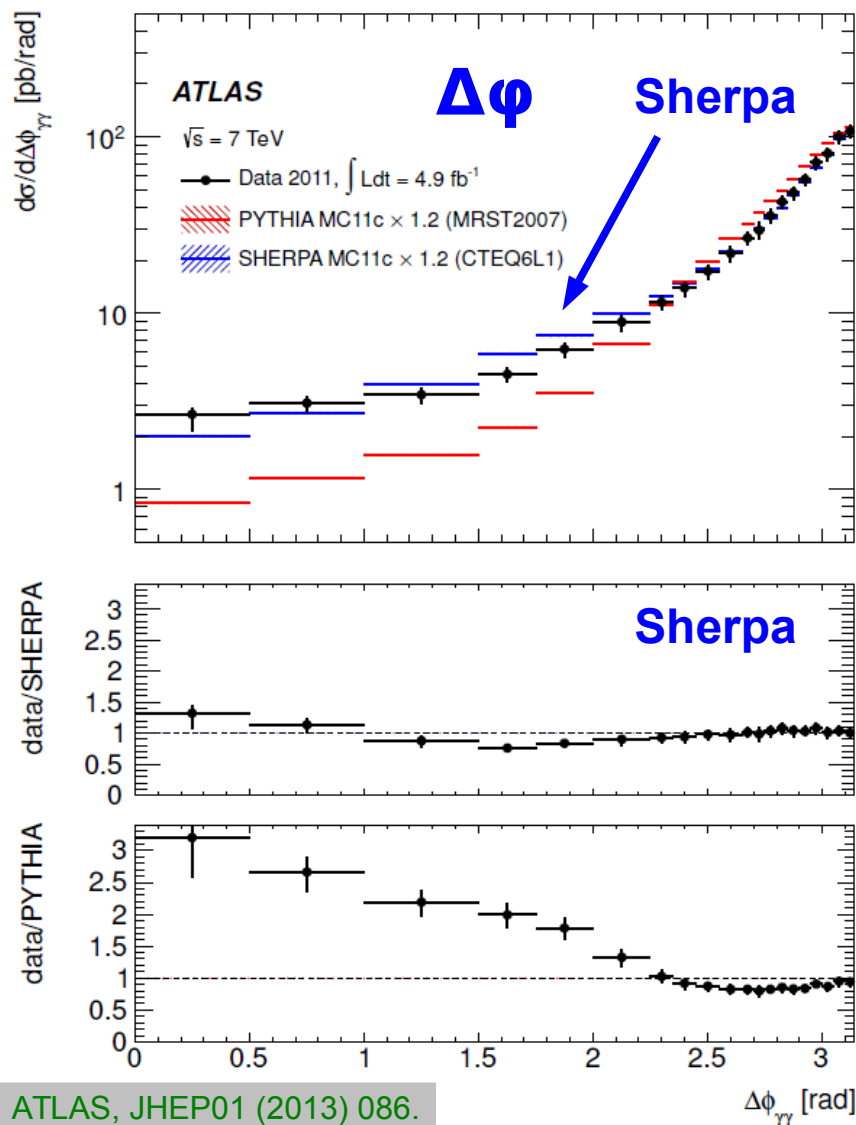 dσ/dΔϕγγ [pb/rad]
10²
10
1
ATLAS
√s = 7 TeV
Data 2011, ∫ Ldt = 4.9 fb⁻¹
PYTHIA MC11c × 1.2 (MRST2007)
SHERPA MC11c × 1.2 (CTEQ6L1)
Δφ
Sherpa
data/SHERPA
3
2.5
2
1.5
1
0.5
0
Sherpa
data/PYTHIA
3
2.5
2
1.5
1
0.5
0
0 0.5 1 1.5 2 2.5 3
Δϕγγ [rad]
ATLAS, JHEP01 (2013) 086.